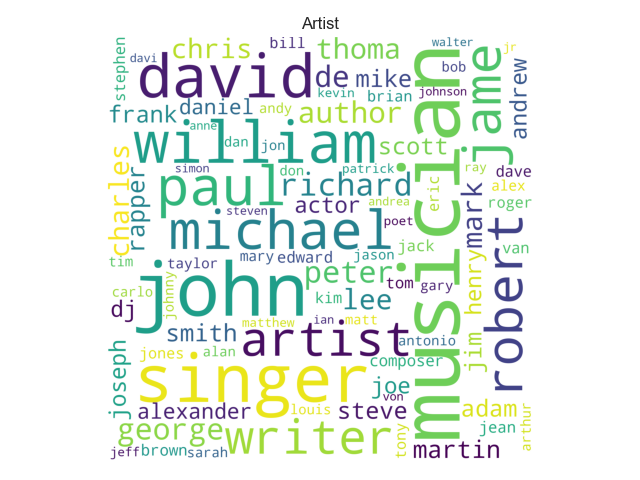 Artist
stephen
chris
bill
thoma
walter
jr
davi
david
de
mike
kevin
brian
bob
johnson
musician
jame
andrew
frank
daniel
andy
author
anne
dan
jon
scott
william
charles
rapper
simon
paul
don
richard
patrick
andrea
eric
ray
dave
alex
roger
steven
actor
poet
mark
michael
jack
van
tim
taylor
mary
edward
jason
peter
tom
gary
robert
henry
carlo
john
johnny
kim
lee
dj
ian
matt
matthew
smith
artist
antonio
jim
joseph
jones
alan
singer
composer
joe
alexander
louis
steve
von
adam
jean
arthur
george
writer
tony
martin
jeff
brown
sarah